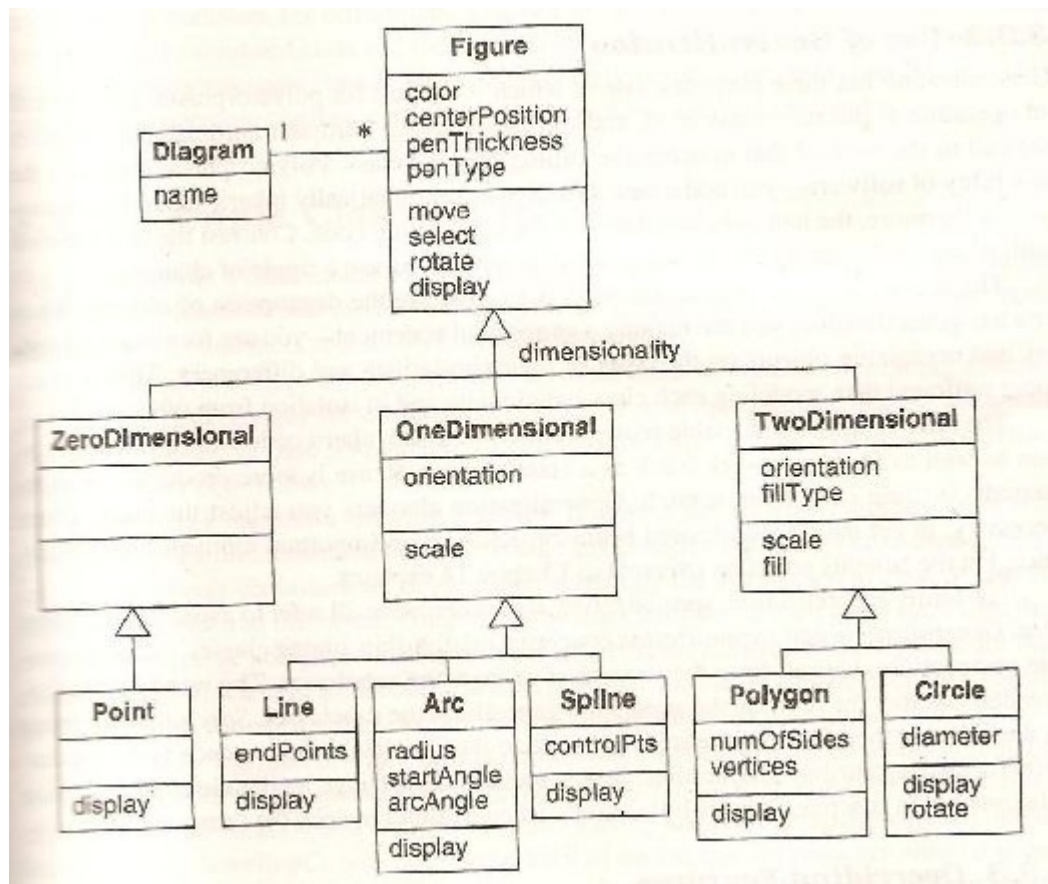 Figure
color
centerPosition
penThickness
penType
move
select
rotate
display
Diagram
name
1
*
dimensionality
ZeroDimensional
OneDimensional
orientation
scale
TwoDimensional
orientation
fillType
scale
fill
Point
display
Line
endPoints
display
Arc
radius
startAngle
arcAngle
display
Spline
controlPts
display
Polygon
numOfSides
vertices
display
Circle
diameter
display
rotate